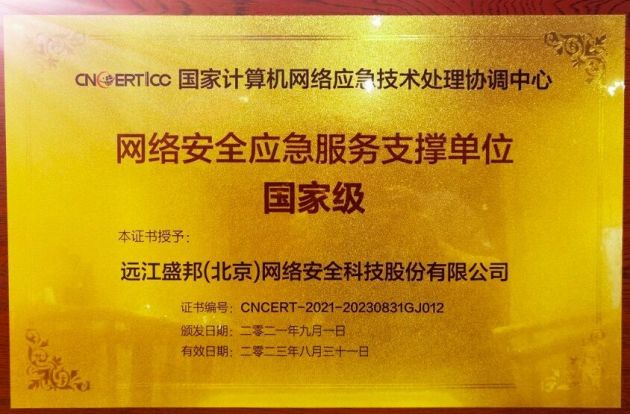 CNCERT|CC 国家计算机网络应急技术处理协调中心
网络安全应急服务支撑单位
国家级
本证书授予：
远江盛邦(北京)网络安全科技股份有限公司
证书编号：CNCERT-2021-20230831GJ012
颁发日期：二零二一年九月一日
有效日期：二零二三年八月三十一日